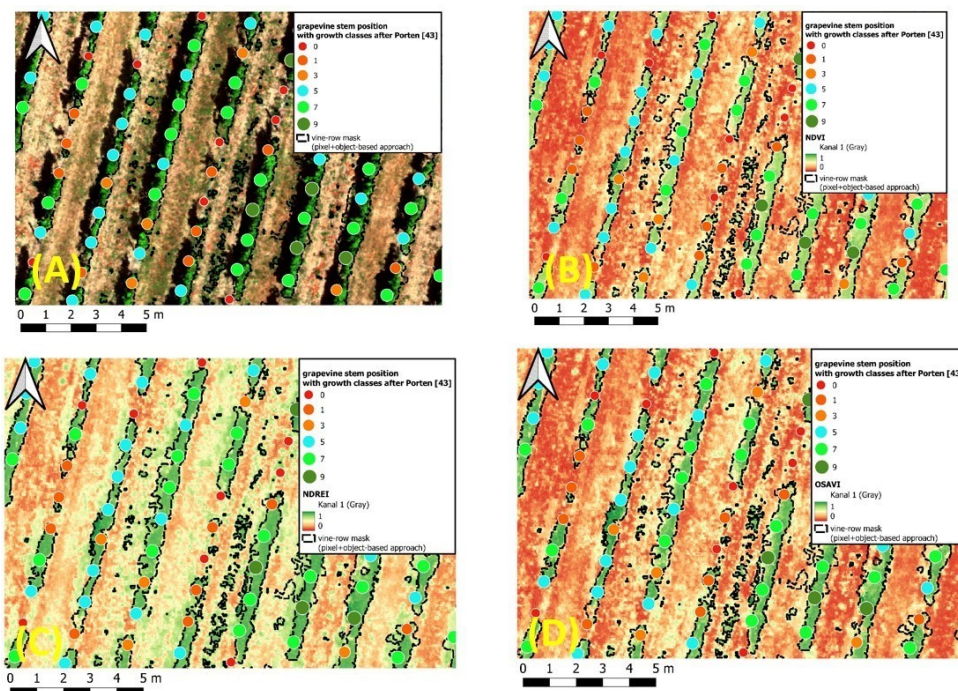 grapevine stem position
with growth classes after Porten [43]
0
1
3
5
7
9
vine-row mask
(pixel+object-based approach)
(A)
0 1 2 3 4 5 m
grapevine stem position
with growth classes after Porten [43]
0
1
3
5
7
9
NDVI
Kanal 1 (Gray)
1
0
vine-row mask
(pixel+object-based approach)
(B)
0 1 2 3 4 5 m
grapevine stem position
with growth classes after Porten [43]
0
1
3
5
7
9
NDREI
Kanal 1 (Gray)
1
0
vine-row mask
(pixel+object-based approach)
(C)
0 1 2 3 4 5 m
grapevine stem position
with growth classes after Porten [43]
0
1
3
5
7
9
OSAVI
Kanal 1 (Gray)
1
0
vine-row mask
(pixel+object-based approach)
(D)
0 1 2 3 4 5 m